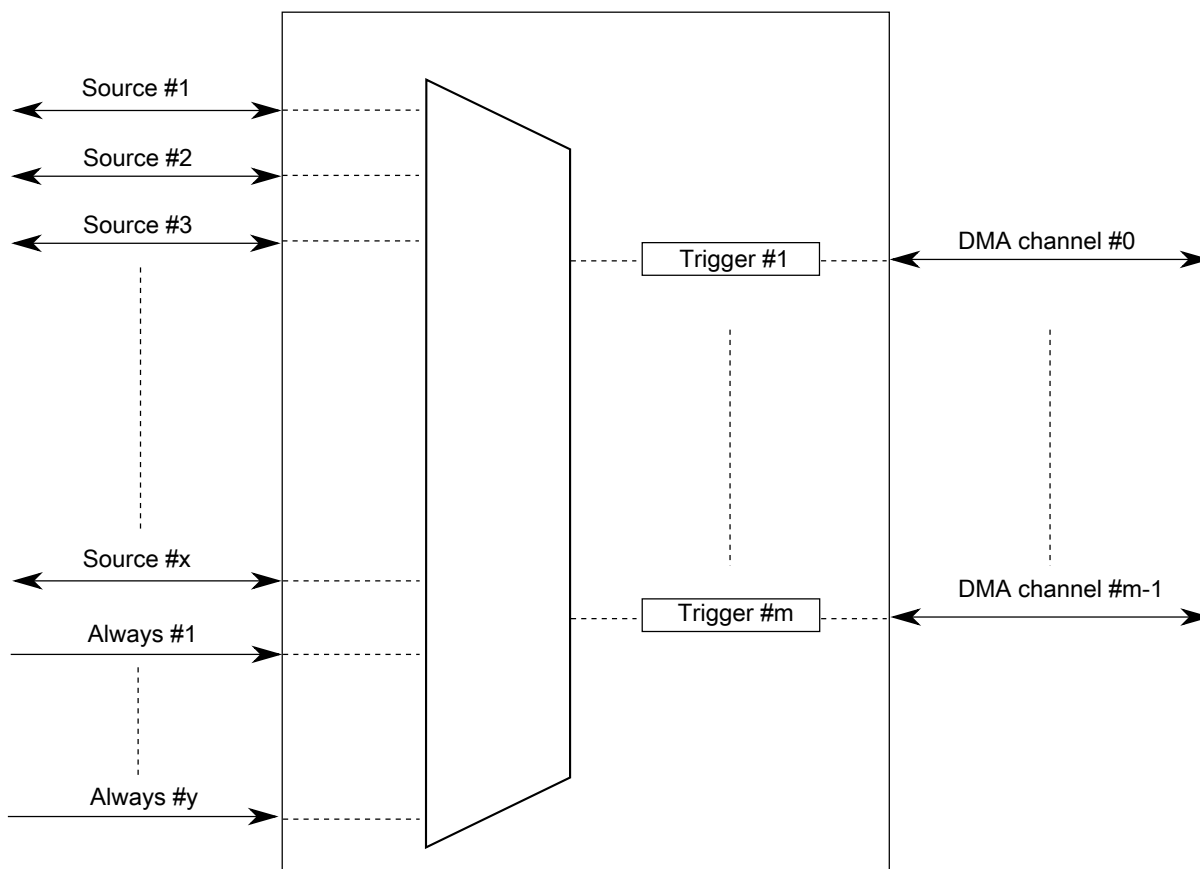 Source #1
Source #2
Source #3
Source #x
Always #1
Always #y
Trigger #1
Trigger #m
DMA channel #0
DMA channel #m-1